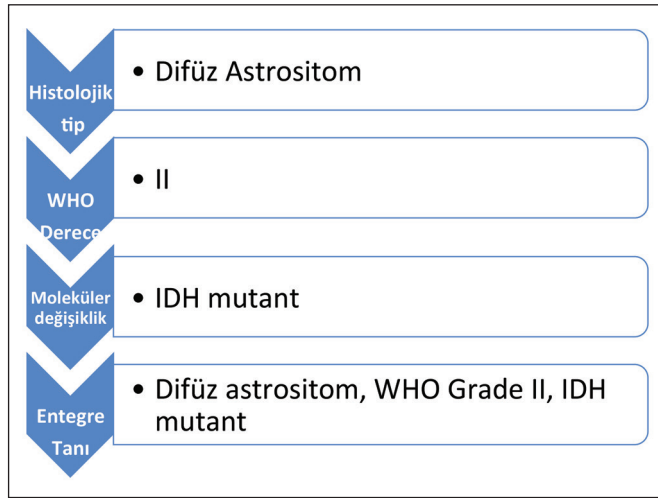 Histolojik
tip
• Difüz Astrositom
WHO
Derece
• II
Moleküler
değişiklik
• IDH mutant
Entegre
Tanı
• Difüz astrositom, WHO Grade II, IDH
mutant